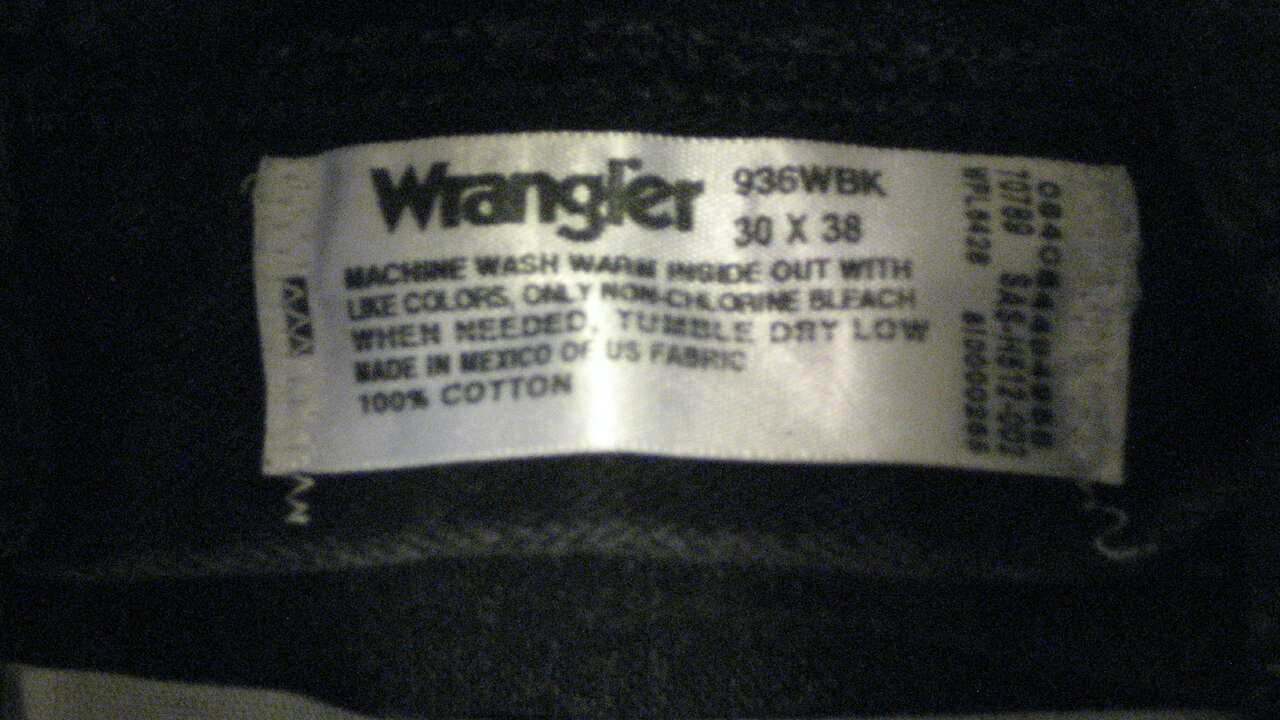 Wrangler
936WBK
30 X 38
MACHINE WASH WARM INSIDE OUT WITH
LIKE COLORS, ONLY NON-CHLORINE BLEACH
WHEN NEEDED, TUMBLE DRY LOW
MADE IN MEXICO OF US FABRIC
100% COTTON
70789